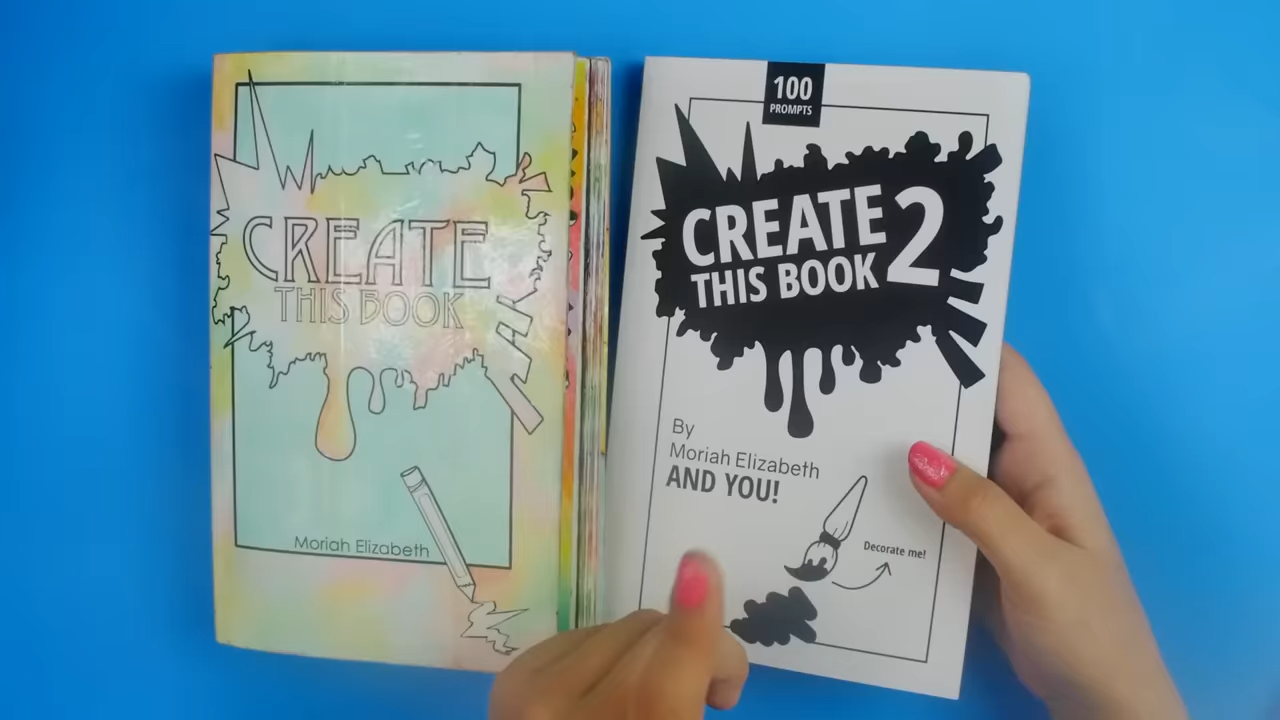 CREATE
THIS BOOK
Moriah Elizabeth
100
PROMPTS
CREATE
THIS BOOK 2
By
Moriah Elizabeth
AND YOU!
Decorate me!